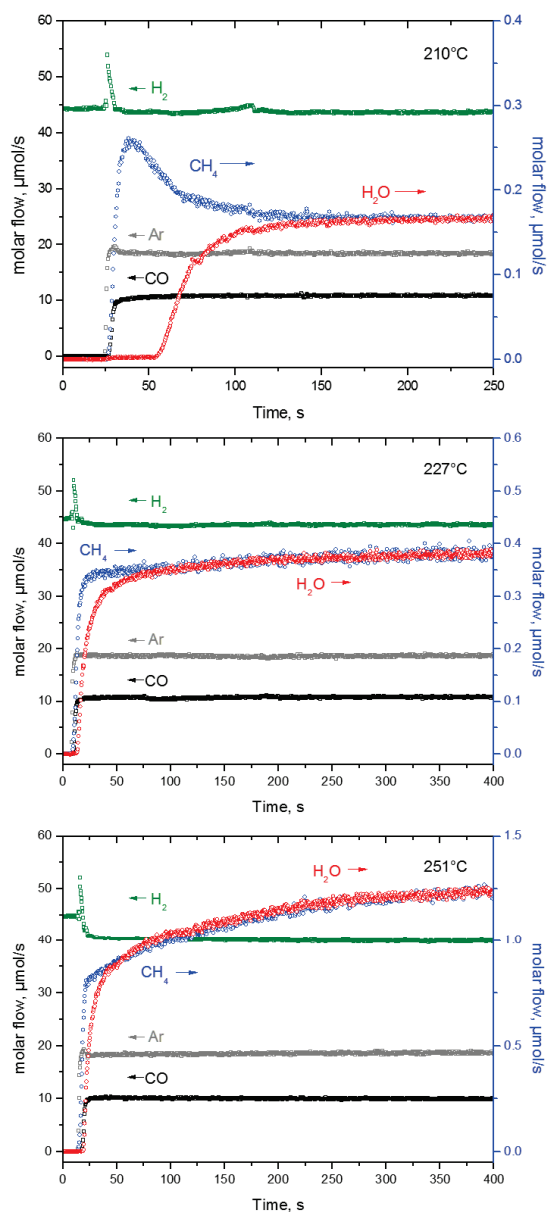 210°C
H2
CH4
H2O
Ar
CO
molar flow, µmol/s
0
10
20
30
40
50
60
molar flow, µmol/s
0.0
0.1
0.2
0.3
0.4
0 50 100 150 200 250
Time, s
227°C
H2
CH4
H2O
Ar
CO
molar flow, µmol/s
0
10
20
30
40
50
60
molar flow, µmol/s
0.0
0.1
0.2
0.3
0.4
0.5
0.6
0 50 100 150 200 250 300 350 400
Time, s
251°C
H2O
H2
CH4
Ar
CO
molar flow, µmol/s
0
10
20
30
40
50
60
molar flow, µmol/s
0.0
0.5
1.0
1.5
0 50 100 150 200 250 300 350 400
Time, s